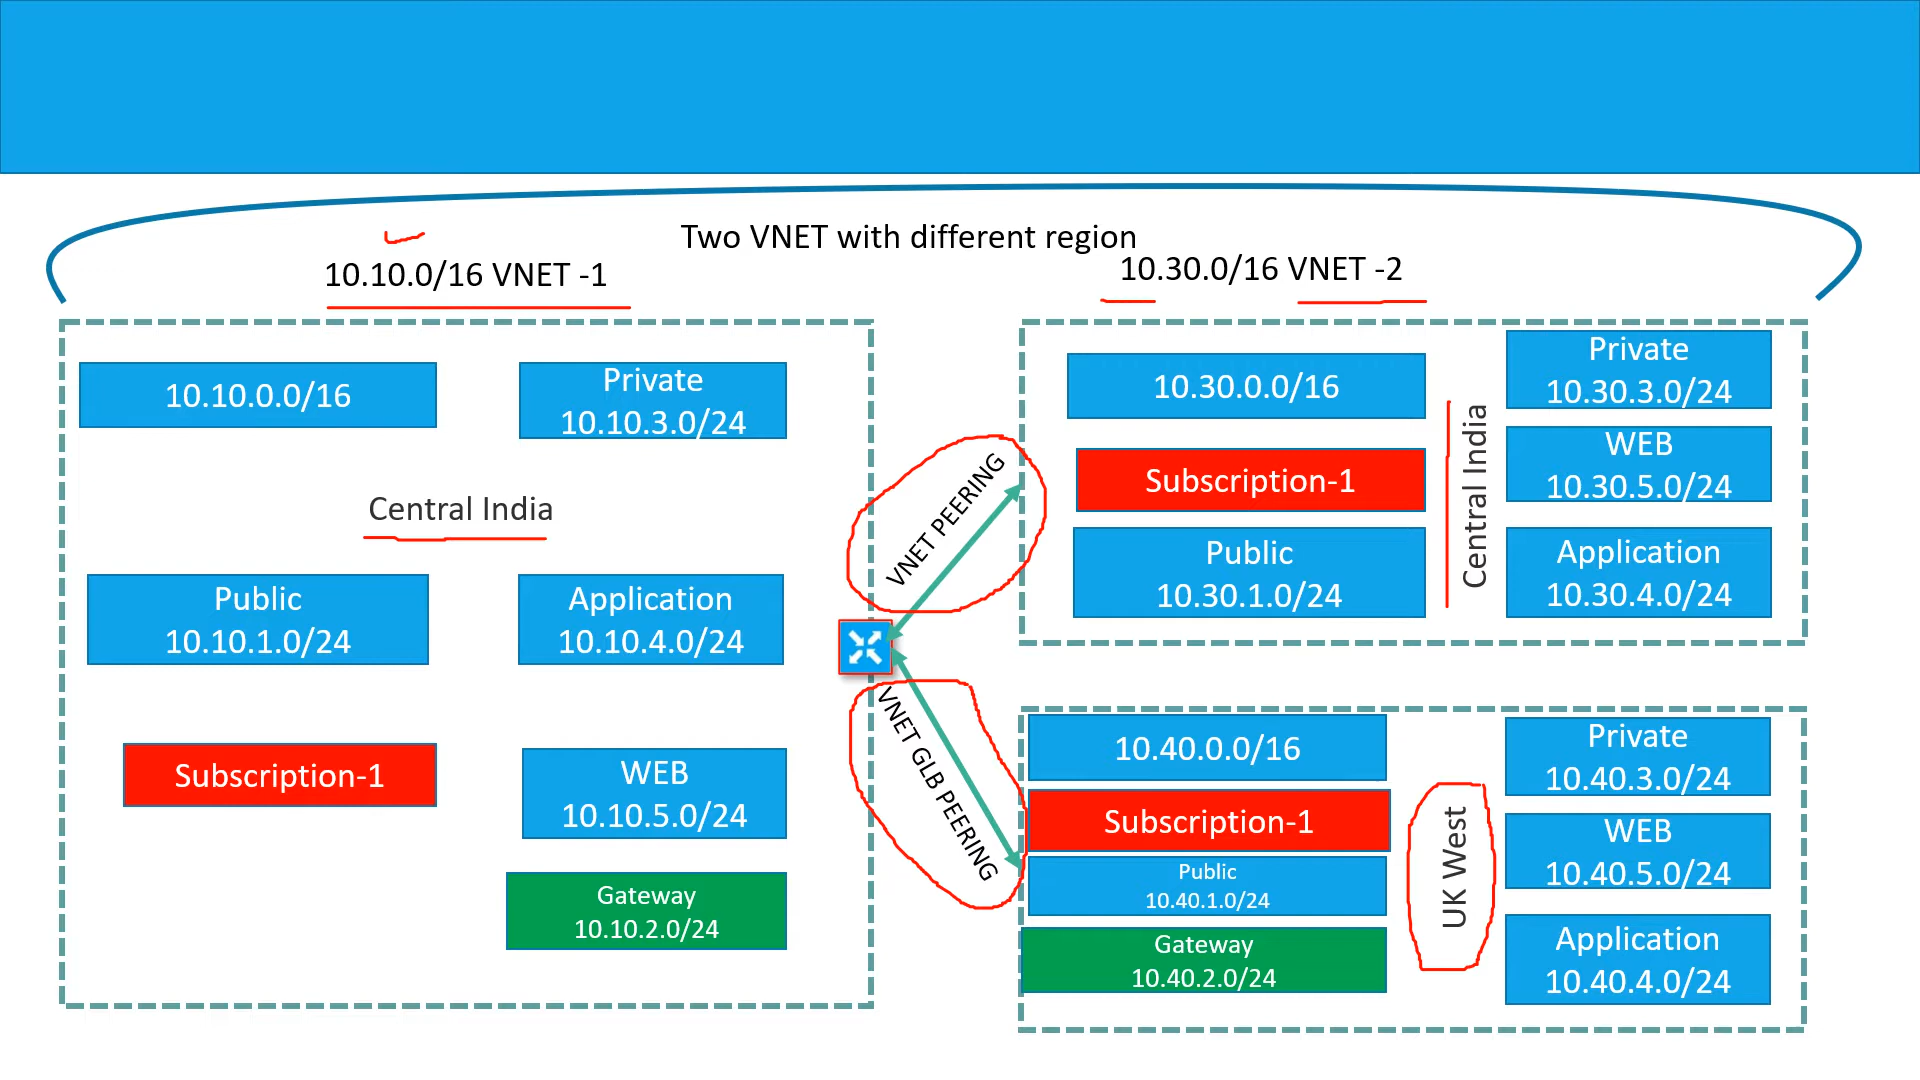 Two VNET with different region
10.10.0/16 VNET -1
10.30.0/16 VNET -2
10.10.0.0/16
Private
10.10.3.0/24
Central India
Public
10.10.1.0/24
Application
10.10.4.0/24
Subscription-1
WEB
10.10.5.0/24
Gateway
10.10.2.0/24
VNET PEERING
VNET GLB PEERING
10.30.0.0/16
Subscription-1
Public
10.30.1.0/24
Central India
Private
10.30.3.0/24
WEB
10.30.5.0/24
Application
10.30.4.0/24
10.40.0.0/16
Subscription-1
Public
10.40.1.0/24
Gateway
10.40.2.0/24
UK West
Private
10.40.3.0/24
WEB
10.40.5.0/24
Application
10.40.4.0/24